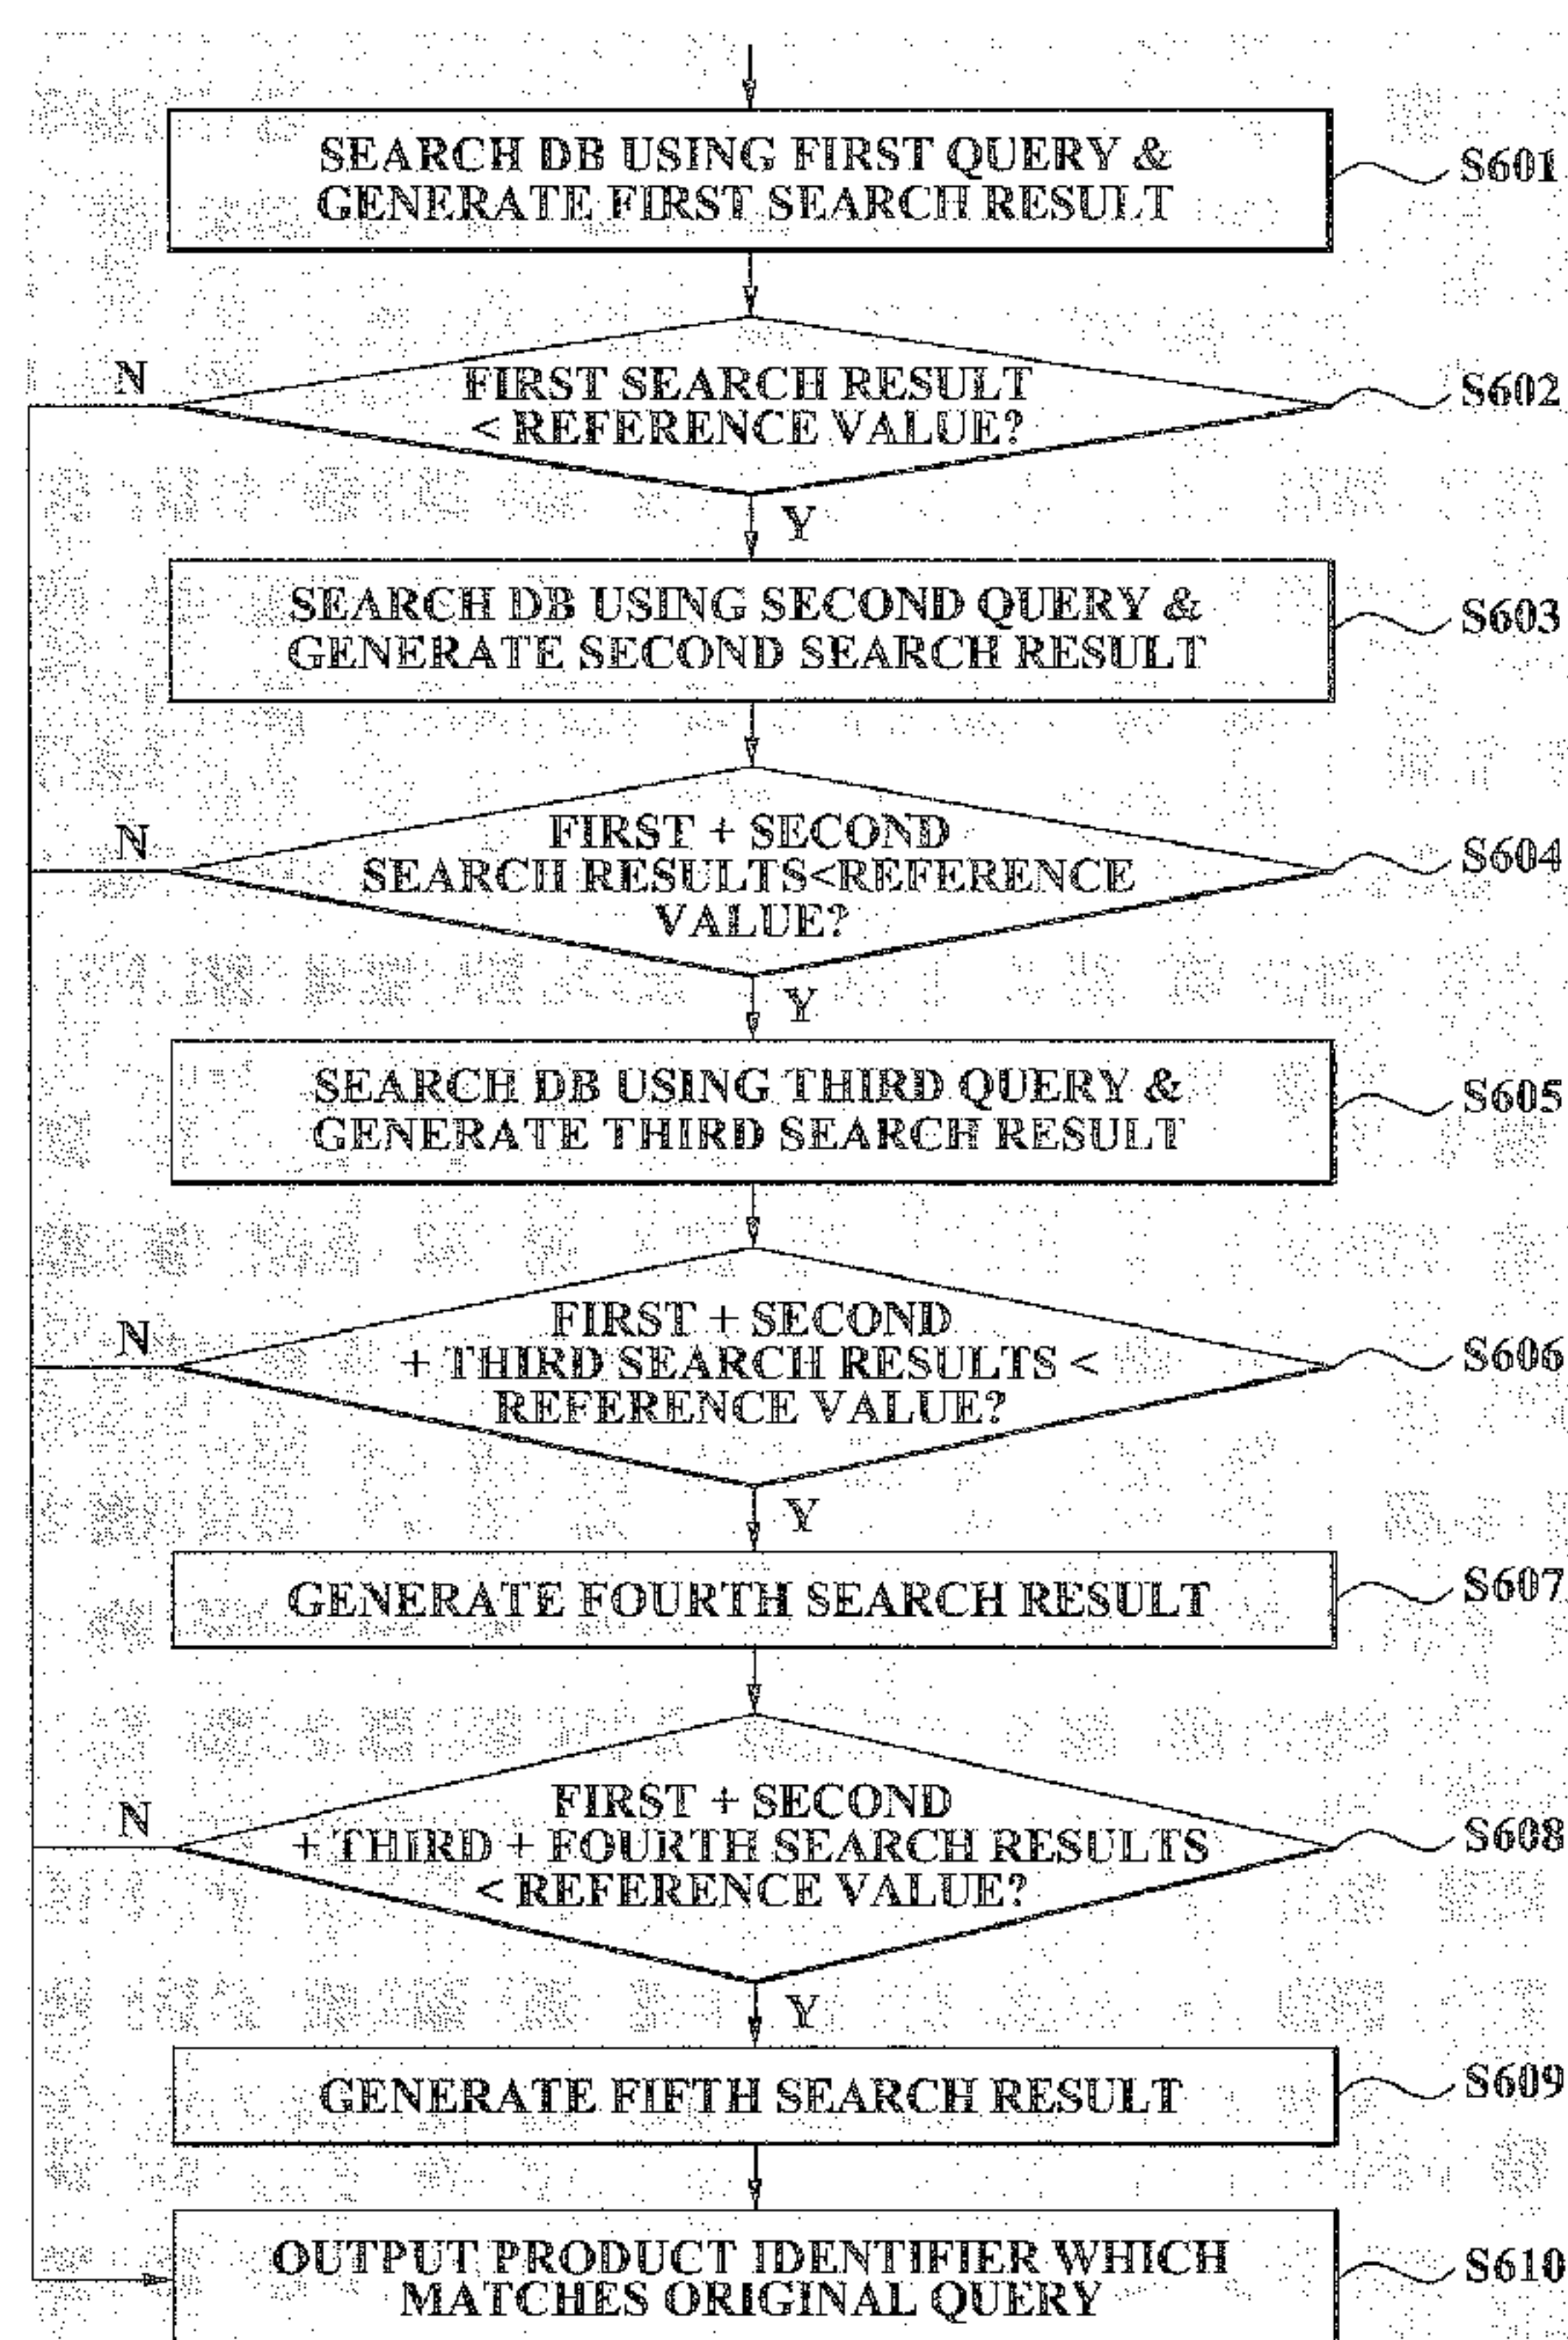 SEARCH DB USING FIRST QUERY &
GENERATE FIRST SEARCH RESULT
S601
N
FIRST SEARCH RESULT
< REFERENCE VALUE?
S602
Y
SEARCH DB USING SECOND QUERY &
GENERATE SECOND SEARCH RESULT
S603
N
FIRST + SECOND
SEARCH RESULTS<REFERENCE
VALUE?
S604
Y
SEARCH DB USING THIRD QUERY &
GENERATE THIRD SEARCH RESULT
S605
N
FIRST + SECOND
+ THIRD SEARCH RESULTS <
REFERENCE VALUE?
S606
Y
GENERATE FOURTH SEARCH RESULT
S607
N
FIRST + SECOND
+ THIRD + FOURTH SEARCH RESULTS
< REFERENCE VALUE?
S608
Y
GENERATE FIFTH SEARCH RESULT
S609
OUTPUT PRODUCT IDENTIFIER WHICH
MATCHES ORIGINAL QUERY
S610